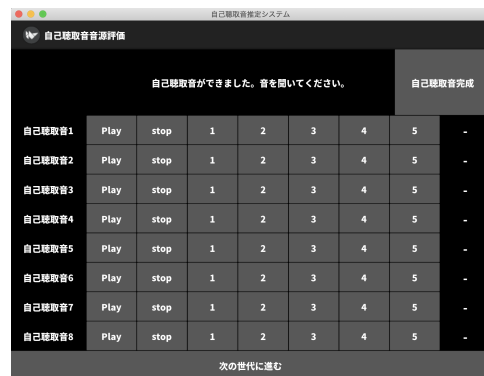 自己聴取音推定システム
自己聴取音音源評価
自己聴取音ができました。音を聞いてください。 自己聴取音完成
自己聴取音1 Play stop 1 2 3 4 5 -
自己聴取音2 Play stop 1 2 3 4 5 -
自己聴取音3 Play stop 1 2 3 4 5 -
自己聴取音4 Play stop 1 2 3 4 5 -
自己聴取音5 Play stop 1 2 3 4 5 -
自己聴取音6 Play stop 1 2 3 4 5 -
自己聴取音7 Play stop 1 2 3 4 5 -
自己聴取音8 Play stop 1 2 3 4 5 -
次の世代に進む